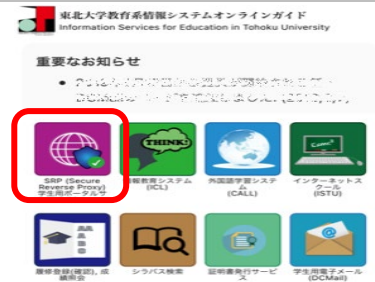 東北大学教育系情報システムオンラインガイド
Information Services for Education in Tohoku University
重要なお知らせ
THINK!
SRP (Secure
Reverse Proxy)
学生用ポータルサ
報教育システム
(ICL)
外国語学習システ
ム
(CALL)
インターネットス
クール
(ISTU)
履修登録(確認), 成
績照会
シラバス検索
証明書発行サービ
ス
学生用電子メール
(DCMail)